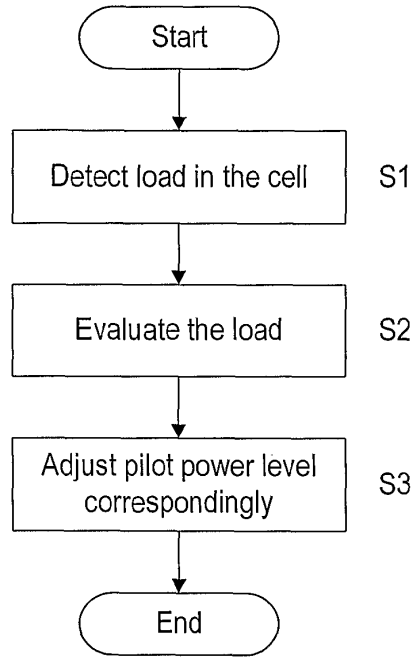 Start
Detect load in the cell S1
Evaluate the load S2
Adjust pilot power level
correspondingly S3
End